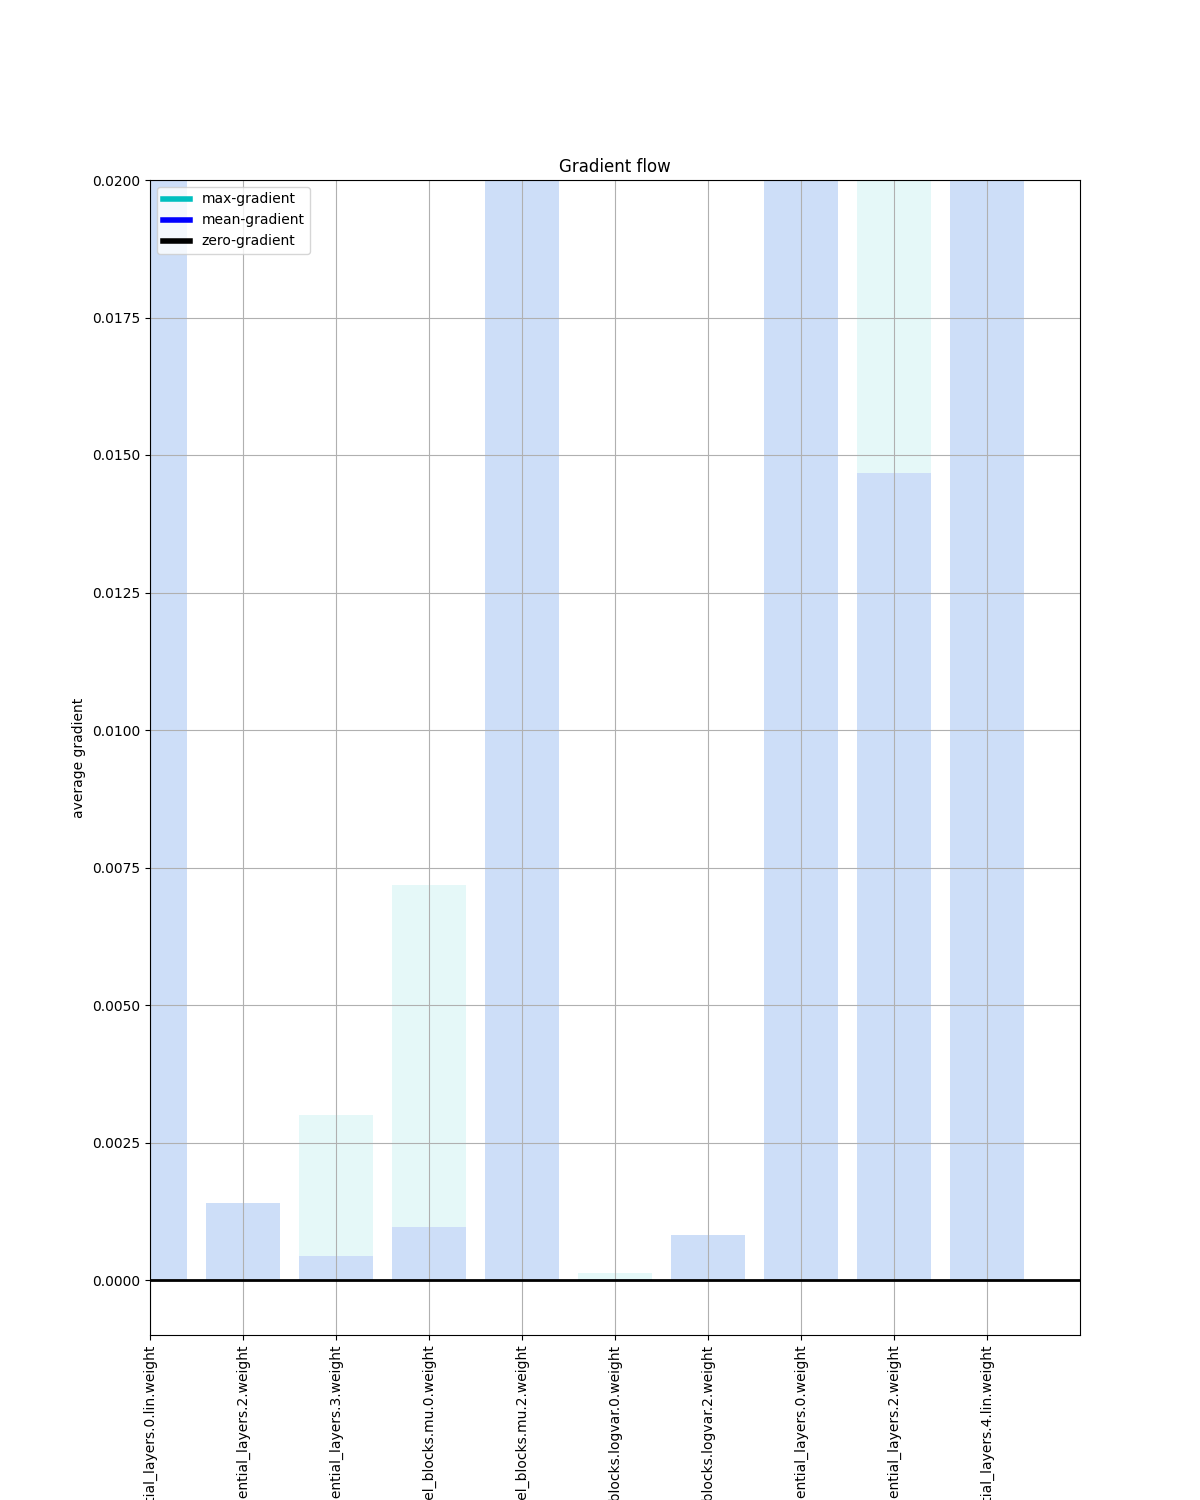 Gradient flow
max-gradient
mean-gradient
zero-gradient
average gradient
0.0200
0.0175
0.0150
0.0125
0.0100
0.0075
0.0050
0.0025
0.0000
tial_layers.0.lin.weight
ential_layers.2.weight
ential_layers.3.weight
el_blocks.mu.0.weight
el_blocks.mu.2.weight
blocks.logvar.0.weight
blocks.logvar.2.weight
ential_layers.0.weight
ential_layers.2.weight
tial_layers.4.lin.weight